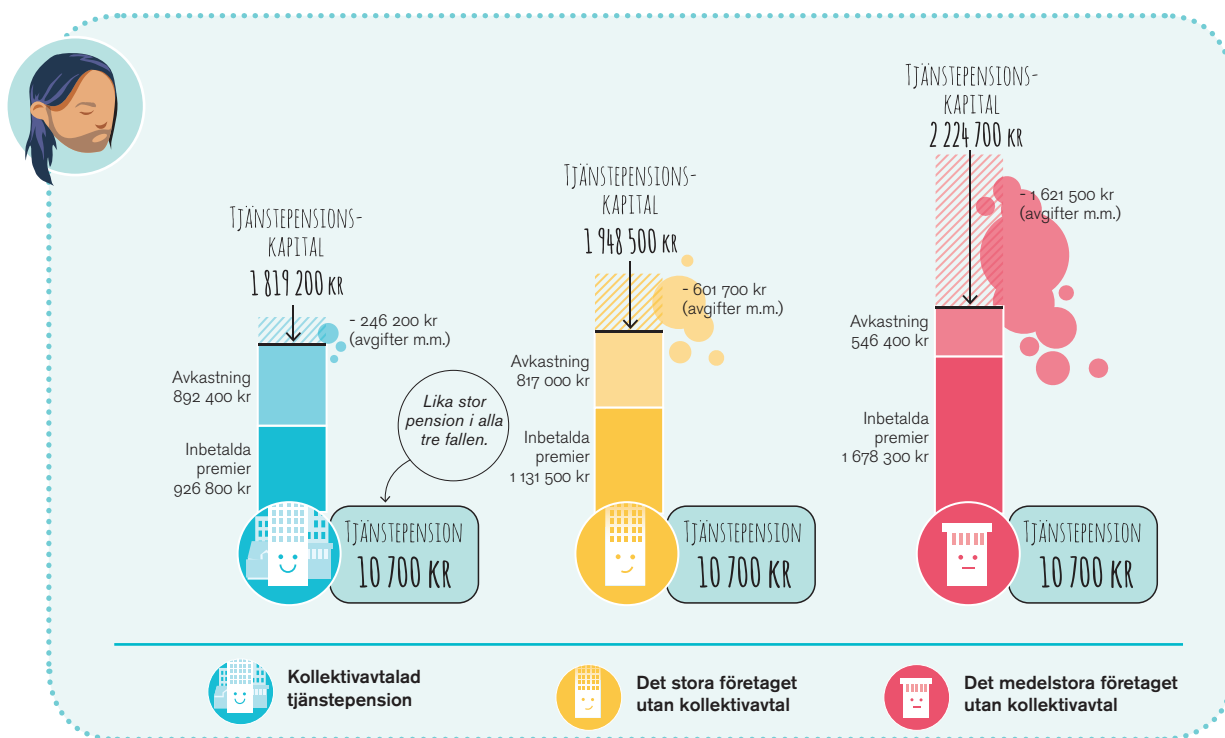 Tjänstepensions-
kapital
1 819 200 kr
- 246 200 kr
(avgifter m.m.)
Avkastning
892 400 kr
Inbetalda
premier
926 800 kr
Lika stor
pension i alla
tre fallen.
Tjänstepension
10 700 kr
Tjänstepensions-
kapital
1 948 500 kr
- 601 700 kr
(avgifter m.m.)
Avkastning
817 000 kr
Inbetalda
premier
1 131 500 kr
Tjänstepension
10 700 kr
Tjänstepensions-
kapital
2 224 700 kr
- 1 621 500 kr
(avgifter m.m.)
Avkastning
546 400 kr
Inbetalda
premier
1 678 300 kr
Tjänstepension
10 700 kr
Kollektivavtalad
tjänstepension
Det stora företaget
utan kollektivavtal
Det medelstora företaget
utan kollektivavtal